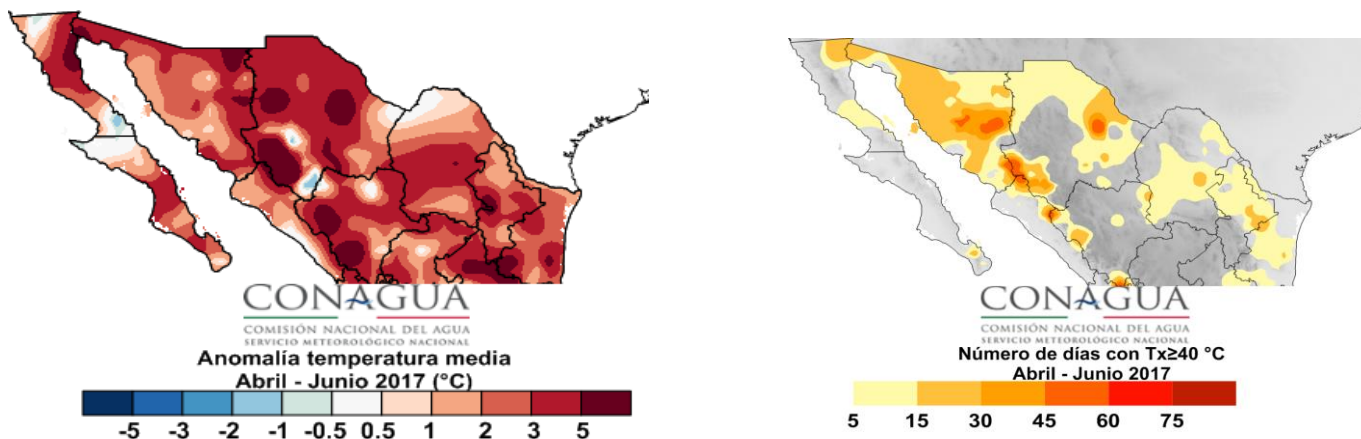 CONAGUA
COMISIÓN NACIONAL DEL AGUA
SERVICIO METEOROLÓGICO NACIONAL
Anomalía temperatura media
Abril - Junio 2017 (°C)
-5 -3 -2 -1 -0.5 0.5 1 2 3 5
CONAGUA
COMISIÓN NACIONAL DEL AGUA
SERVICIO METEOROLÓGICO NACIONAL
Número de días con Tx≥40 °C
Abril - Junio 2017
5 15 30 45 60 75